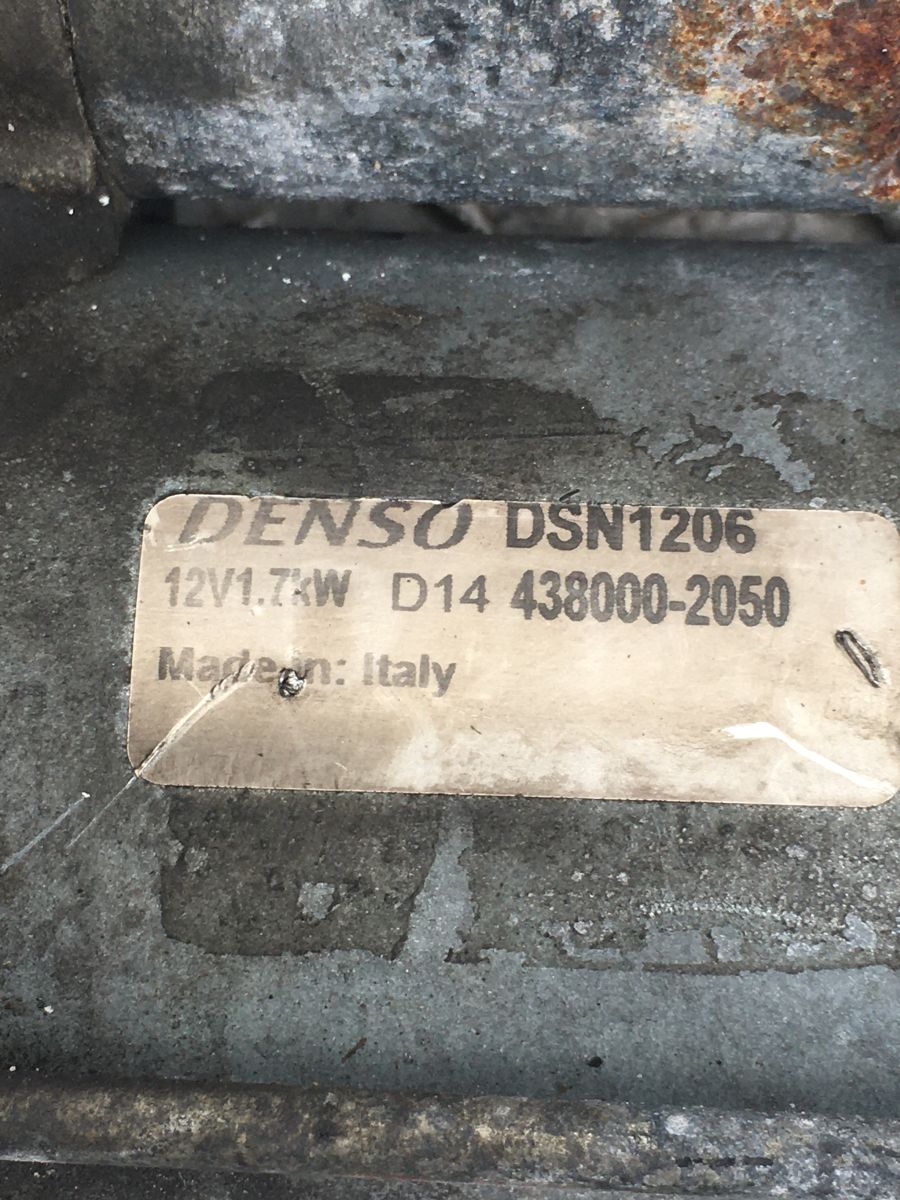 DENSO DSN1206
12V1.7kW D14 438000-2050
Made in: Italy